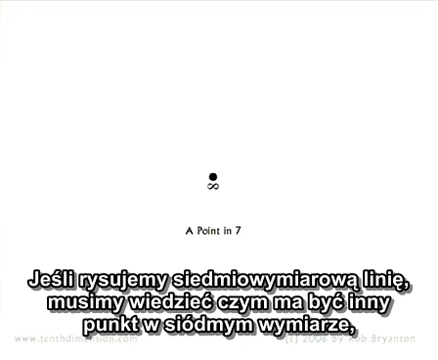 ∞
A Point in 7
Jeśli rysujemy siedmiowymiarową linię,
musimy wiedzieć czym ma być inny
punkt w siódmym wymiarze,
www.tenthdimension.com (c) 2006 by Rob Bryanton